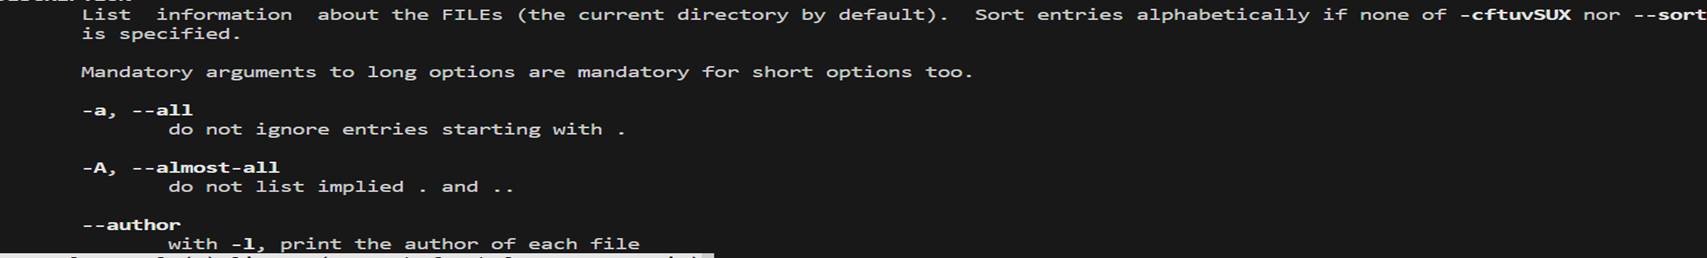 List information about the FILEs (the current directory by default). Sort entries alphabetically if none of -cftuvSUX nor --sort
is specified.
Mandatory arguments to long options are mandatory for short options too.
-a, --all
do not ignore entries starting with .
-A, --almost-all
do not list implied . and ..
--author
with -l, print the author of each file